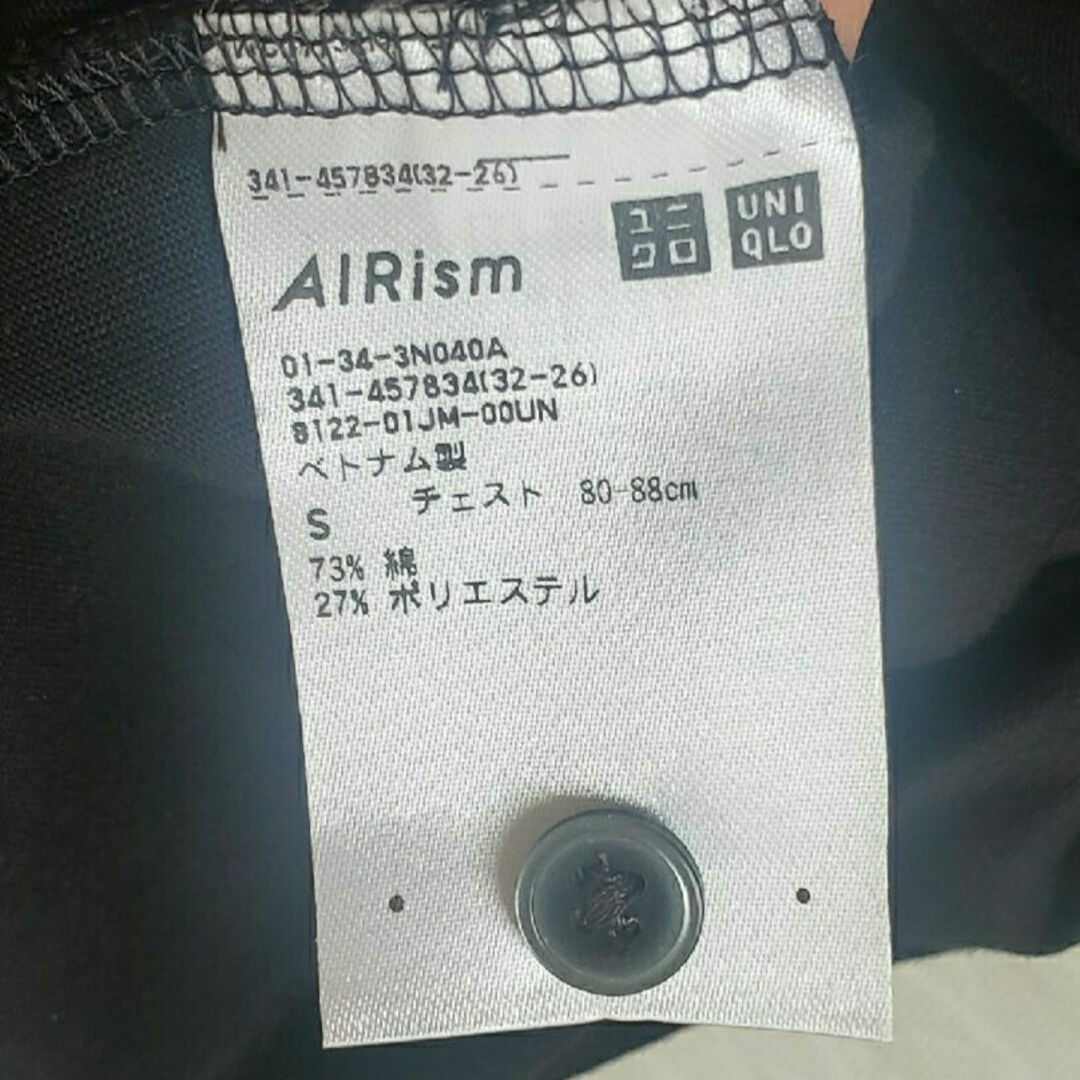 341-457834(32-26)
ユニ
クロ
UNI
QLO
AIRism
01-34-3N040A
341-457834(32-26)
8122-01JM-00UN
ベトナム製
S チェスト 80-88cm
73% 綿
27% ポリエステル